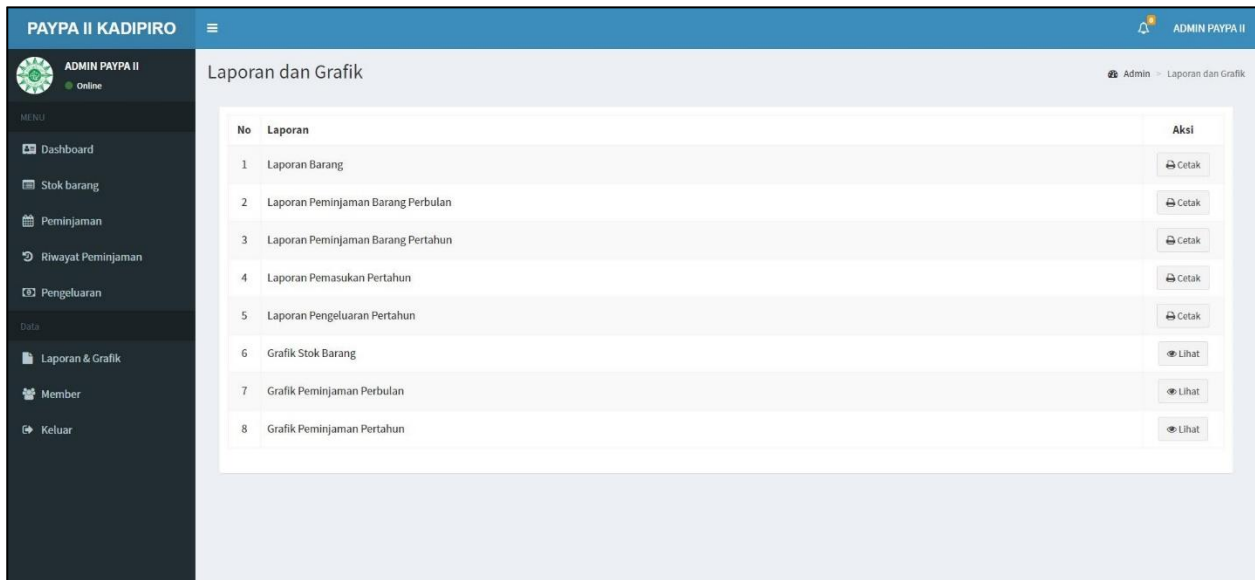 PAYPA II KADIPIRO
ADMIN PAYPA II
ADMIN PAYPA II
Online
Laporan dan Grafik
Admin > Laporan dan Grafik
MENU
Dashboard
Stok barang
Peminjaman
Riwayat Peminjaman
Pengeluaran
Data
Laporan & Grafik
Member
Keluar
No Laporan Aksi
1 Laporan Barang Cetak
2 Laporan Peminjaman Barang Perbulan Cetak
3 Laporan Peminjaman Barang Pertahun Cetak
4 Laporan Pemasukan Pertahun Cetak
5 Laporan Pengeluaran Pertahun Cetak
6 Grafik Stok Barang Lihat
7 Grafik Peminjaman Perbulan Lihat
8 Grafik Peminjaman Pertahun Lihat